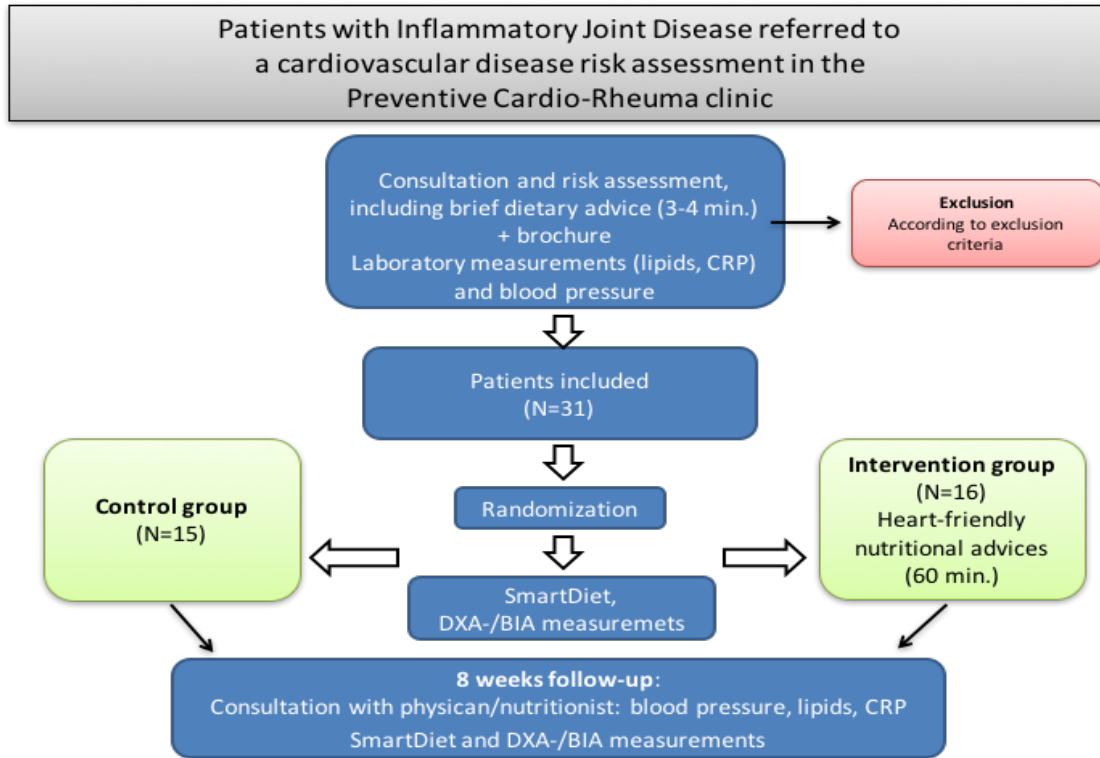 Patients with Inflammatory Joint Disease referred to
a cardiovascular disease risk assessment in the
Preventive Cardio-Rheuma clinic
Consultation and risk assessment,
including brief dietary advice (3-4 min.)
+ brochure
Laboratory measurements (lipids, CRP)
and blood pressure
Exclusion
According to exclusion
criteria
Patients included
(N=31)
Randomization
Control group
(N=15)
Intervention group
(N=16)
Heart-friendly
nutritional advices
(60 min.)
SmartDiet,
DXA-/BIA measuremets
8 weeks follow-up:
Consultation with physican/nutritionist: blood pressure, lipids, CRP
SmartDiet and DXA-/BIA measurements